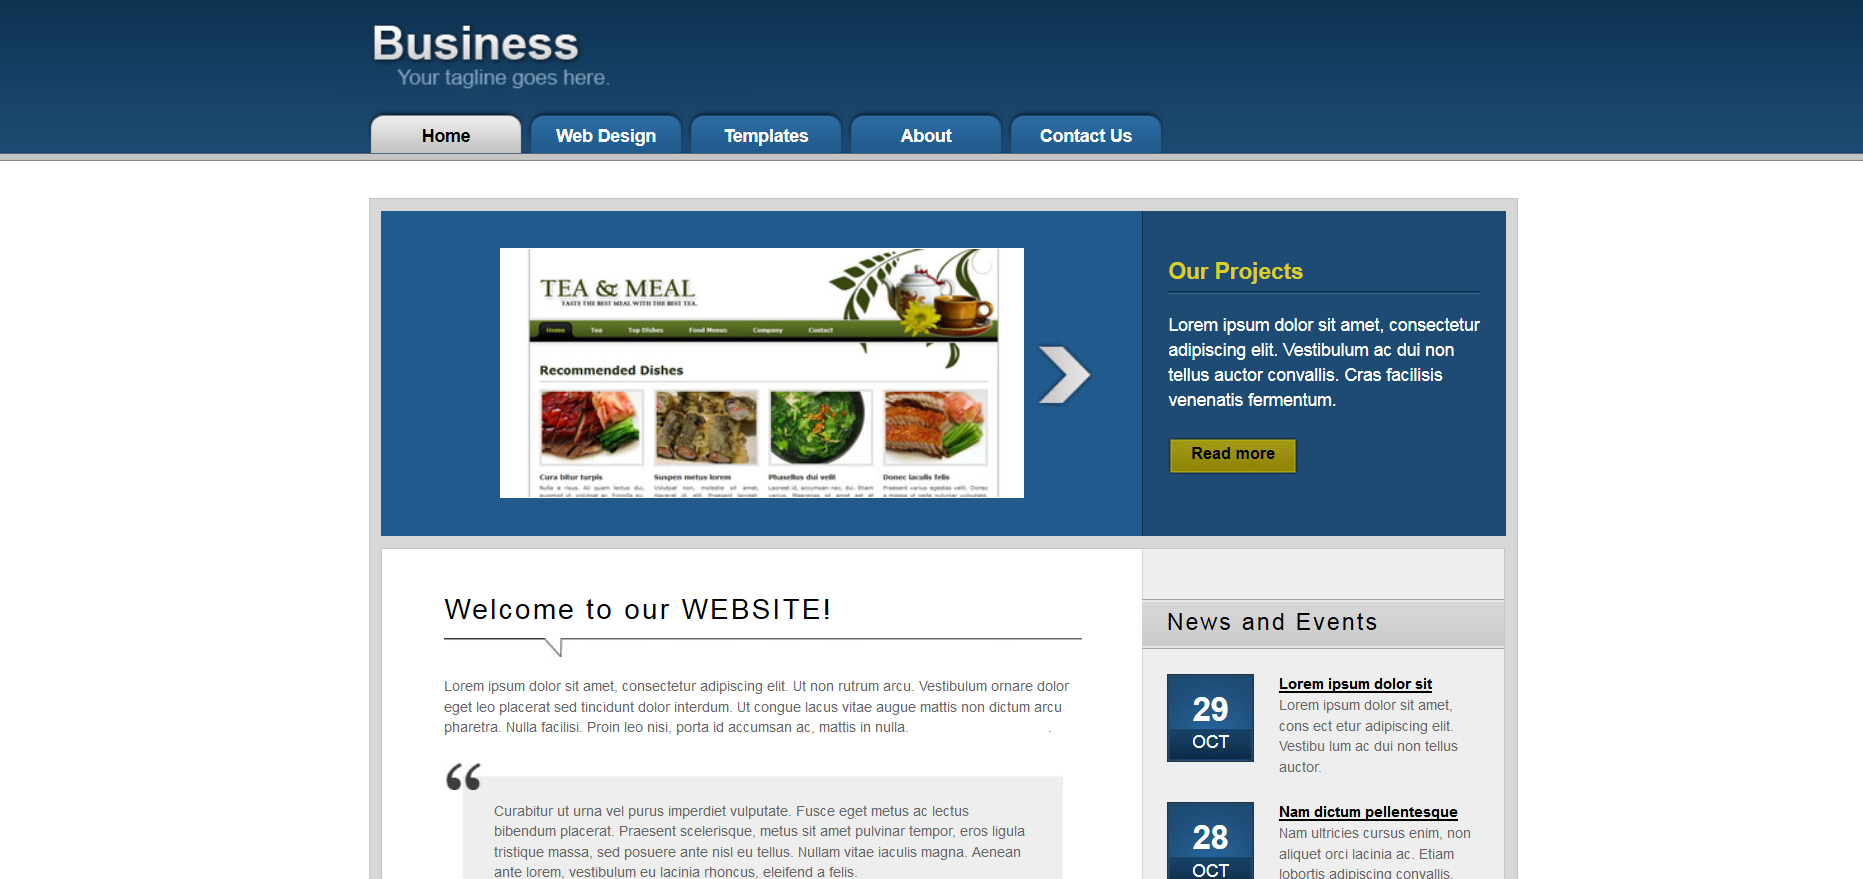 Business
Your tagline goes here.
Home
Web Design
Templates
About
Contact Us
TEA & MEAL
TASTE THE BEST MEAL WITH THE BEST TEA.
Home
Tea
Top Dishes
Food Menus
Company
Contact
Recommended Dishes
Cura bitur turpis
Suspen metus lorem
Phasellus dui velit
Donec iaculis felis
Our Projects
Lorem ipsum dolor sit amet, consectetur
adipiscing elit. Vestibulum ac dui non
tellus auctor convallis. Cras facilisis
venenatis fermentum.
Read more
Welcome to our WEBSITE!
Lorem ipsum dolor sit amet, consectetur adipiscing elit. Ut non rutrum arcu. Vestibulum ornare dolor
eget leo placerat sed tincidunt dolor interdum. Ut congue lacus vitae augue mattis non dictum arcu
pharetra. Nulla facilisi. Proin leo nisi, porta id accumsan ac, mattis in nulla. .
“
Curabitur ut urna vel purus imperdiet vulputate. Fusce eget metus ac lectus
bibendum placerat. Praesent scelerisque, metus sit amet pulvinar tempor, eros ligula
tristique massa, sed posuere ante nisl eu tellus. Nullam vitae iaculis magna. Aenean
ante lorem, vestibulum eu lacinia rhoncus, eleifend a felis.
News and Events
29
OCT
Lorem ipsum dolor sit
Lorem ipsum dolor sit amet,
cons ect etur adipiscing elit.
Vestibu lum ac dui non tellus
auctor.
28
OCT
Nam dictum pellentesque
Nam ultricies cursus enim, non
aliquet orci lacinia ac. Etiam
lobortis adipiscing convallis.